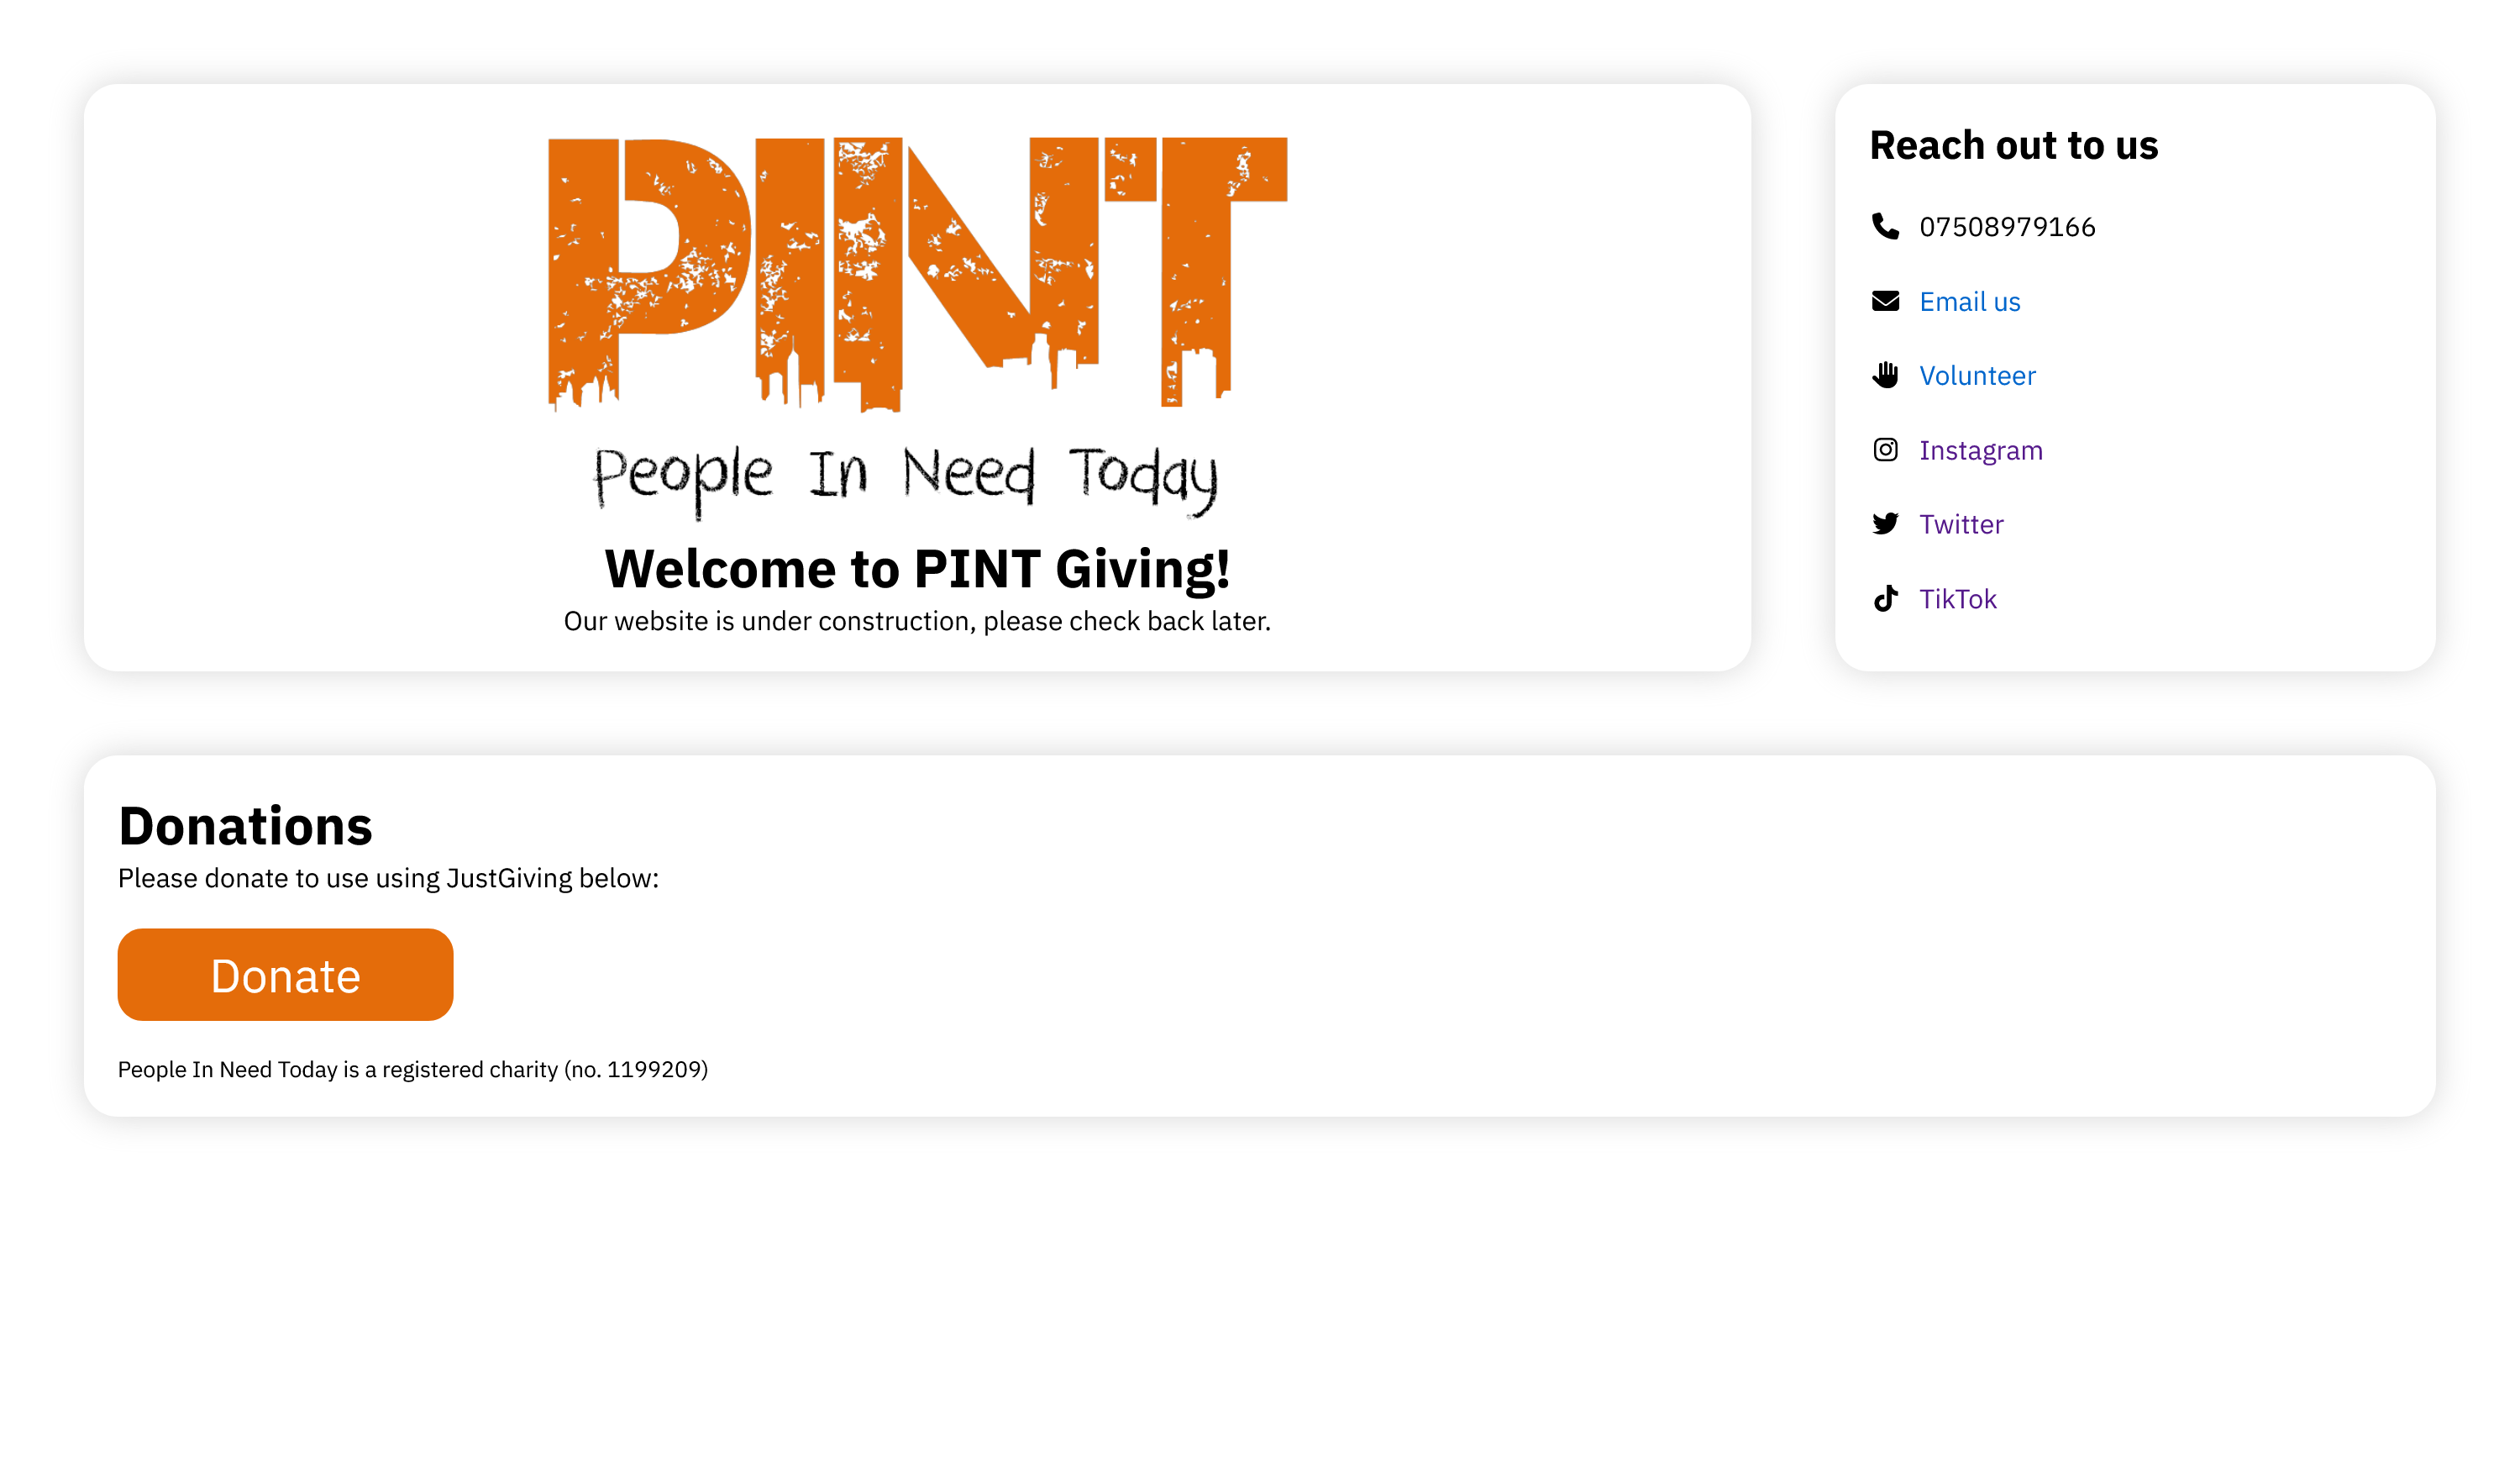 PINT
People In Need Today
Welcome to PINT Giving!
Our website is under construction, please check back later.
Reach out to us
07508979166
Email us
Volunteer
Instagram
Twitter
TikTok
Donations
Please donate to use using JustGiving below:
Donate
People In Need Today is a registered charity (no. 1199209)